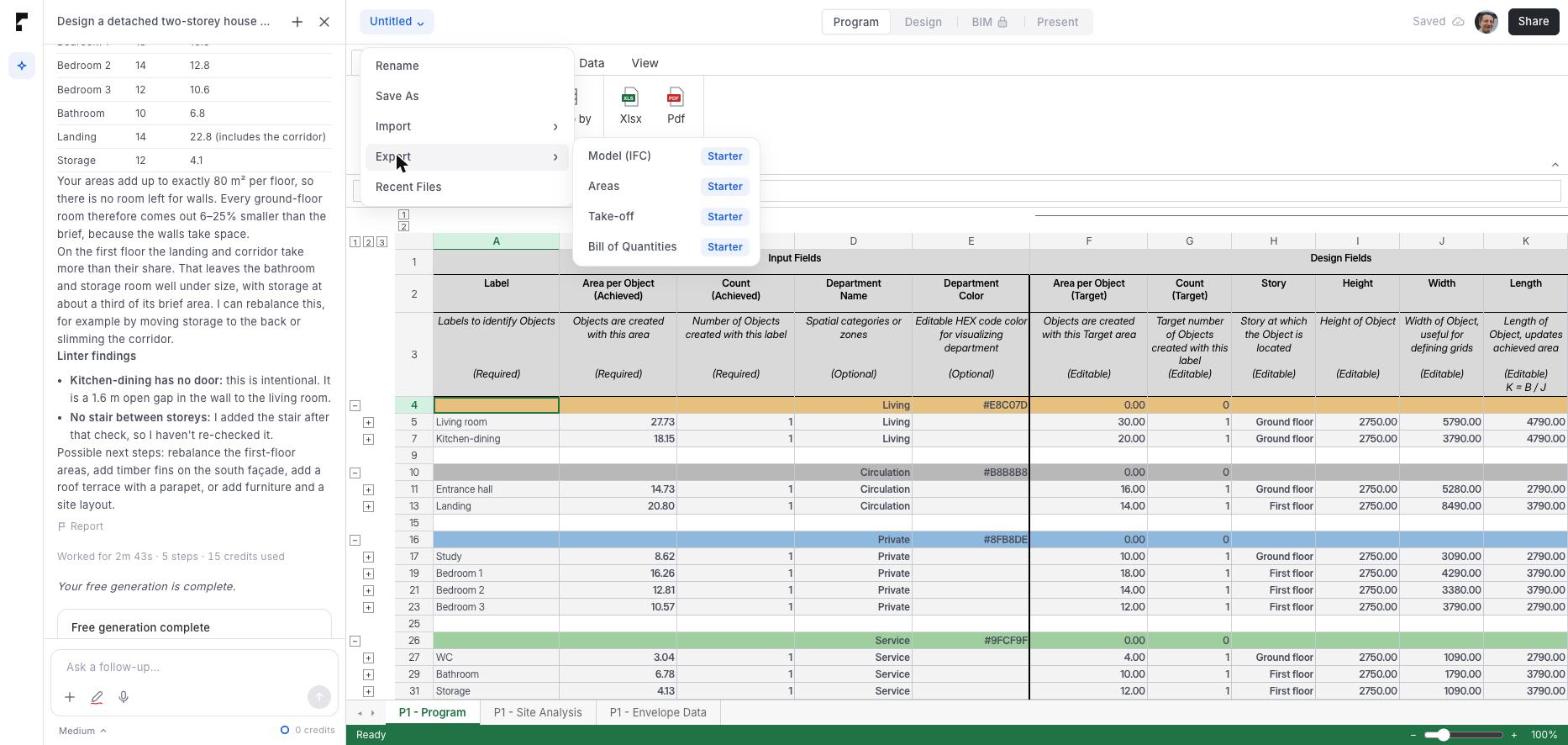 Design a detached two-storey house ...
Untitled
Program
Design
BIM
Present
Saved
Share
Bedroom 2 14 12.8
Bedroom 3 12 10.6
Bathroom 10 6.8
Landing 14 22.8 (includes the corridor)
Storage 12 4.1
Your areas add up to exactly 80 m² per floor, so
there is no room left for walls. Every ground-floor
room therefore comes out 6–25% smaller than the
brief, because the walls take space.
On the first floor the landing and corridor take
more than their share. That leaves the bathroom
and storage room well under size, with storage at
about a third of its brief area. I can rebalance this,
for example by moving storage to the back or
slimming the corridor.
Linter findings
• Kitchen-dining has no door: this is intentional. It
is a 1.6 m open gap in the wall to the living room.
• No stair between storeys: I added the stair after
that check, so I haven't re-checked it.
Possible next steps: rebalance the first-floor
areas, add timber fins on the south façade, add a
roof terrace with a parapet, or add furniture and a
site layout.
Report
Worked for 2m 43s · 5 steps · 15 credits used
Your free generation is complete.
Free generation complete
Ask a follow-up...
Medium
0 credits
Rename
Save As
Import
Export
Recent Files
Data
View
by
XLS
Xlsx
PDF
Pdf
Model (IFC) Starter
Areas Starter
Take-off Starter
Bill of Quantities Starter
1
2
1 2 3
A D E F G H I J K
1 Input Fields Design Fields
2 Label Area per Object (Achieved) Count (Achieved) Department Name Department Color Area per Object (Target) Count (Target) Story Height Width Length
3 Labels to identify Objects (Required) Objects are created with this area (Required) Number of Objects created with this label (Required) Spatial categories or zones (Optional) Editable HEX code color for visualizing department (Optional) Objects are created with this Target area (Editable) Target number of Objects created with this label (Editable) Story at which the Object is located (Editable) Height of Object (Editable) Width of Object, useful for defining grids (Editable) Length of Object, updates achieved area (Editable) K = B / J
4 Living #E8C07D 0.00 0
5 Living room 27.73 1 Living 30.00 1 Ground floor 2750.00 5790.00 4790.00
7 Kitchen-dining 18.15 1 Living 20.00 1 Ground floor 2750.00 3790.00 4790.00
9
10 Circulation #B8B8B8 0.00 0
11 Entrance hall 14.73 1 Circulation 16.00 1 Ground floor 2750.00 5280.00 2790.00
13 Landing 20.80 1 Circulation 14.00 1 First floor 2750.00 8490.00 3790.00
15
16 Private #8FB8DE 0.00 0
17 Study 8.62 1 Private 10.00 1 Ground floor 2750.00 3090.00 2790.00
19 Bedroom 1 16.26 1 Private 18.00 1 First floor 2750.00 4290.00 3790.00
21 Bedroom 2 12.81 1 Private 14.00 1 First floor 2750.00 3380.00 3790.00
23 Bedroom 3 10.57 1 Private 12.00 1 First floor 2750.00 3790.00 2790.00
25
26 Service #9FCF9F 0.00 0
27 WC 3.04 1 Service 4.00 1 Ground floor 2750.00 1090.00 2790.00
29 Bathroom 6.78 1 Service 10.00 1 First floor 2750.00 1790.00 3790.00
31 Storage 4.13 1 Service 12.00 1 First floor 2750.00 1090.00 3790.00
P1 - Program
P1 - Site Analysis
P1 - Envelope Data
Ready
100%